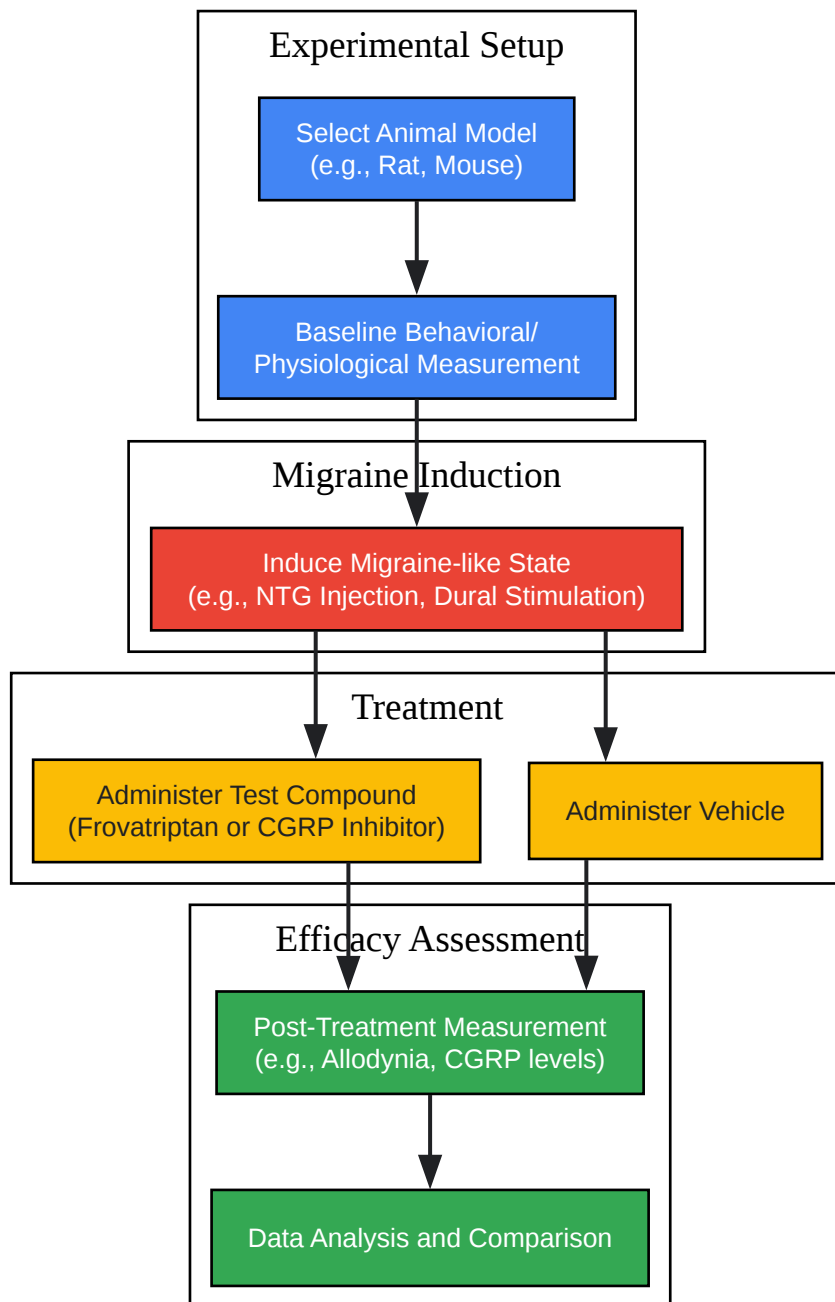 Experimental Setup
Select Animal Model
(e.g., Rat, Mouse)
Baseline Behavioral/
Physiological Measurement
Migraine Induction
Induce Migraine-like State
(e.g., NTG Injection, Dural Stimulation)
Treatment
Administer Test Compound
(Frovatriptan or CGRP Inhibitor)
Administer Vehicle
Efficacy Assessment
Post-Treatment Measurement
(e.g., Allodynia, CGRP levels)
Data Analysis and Comparison